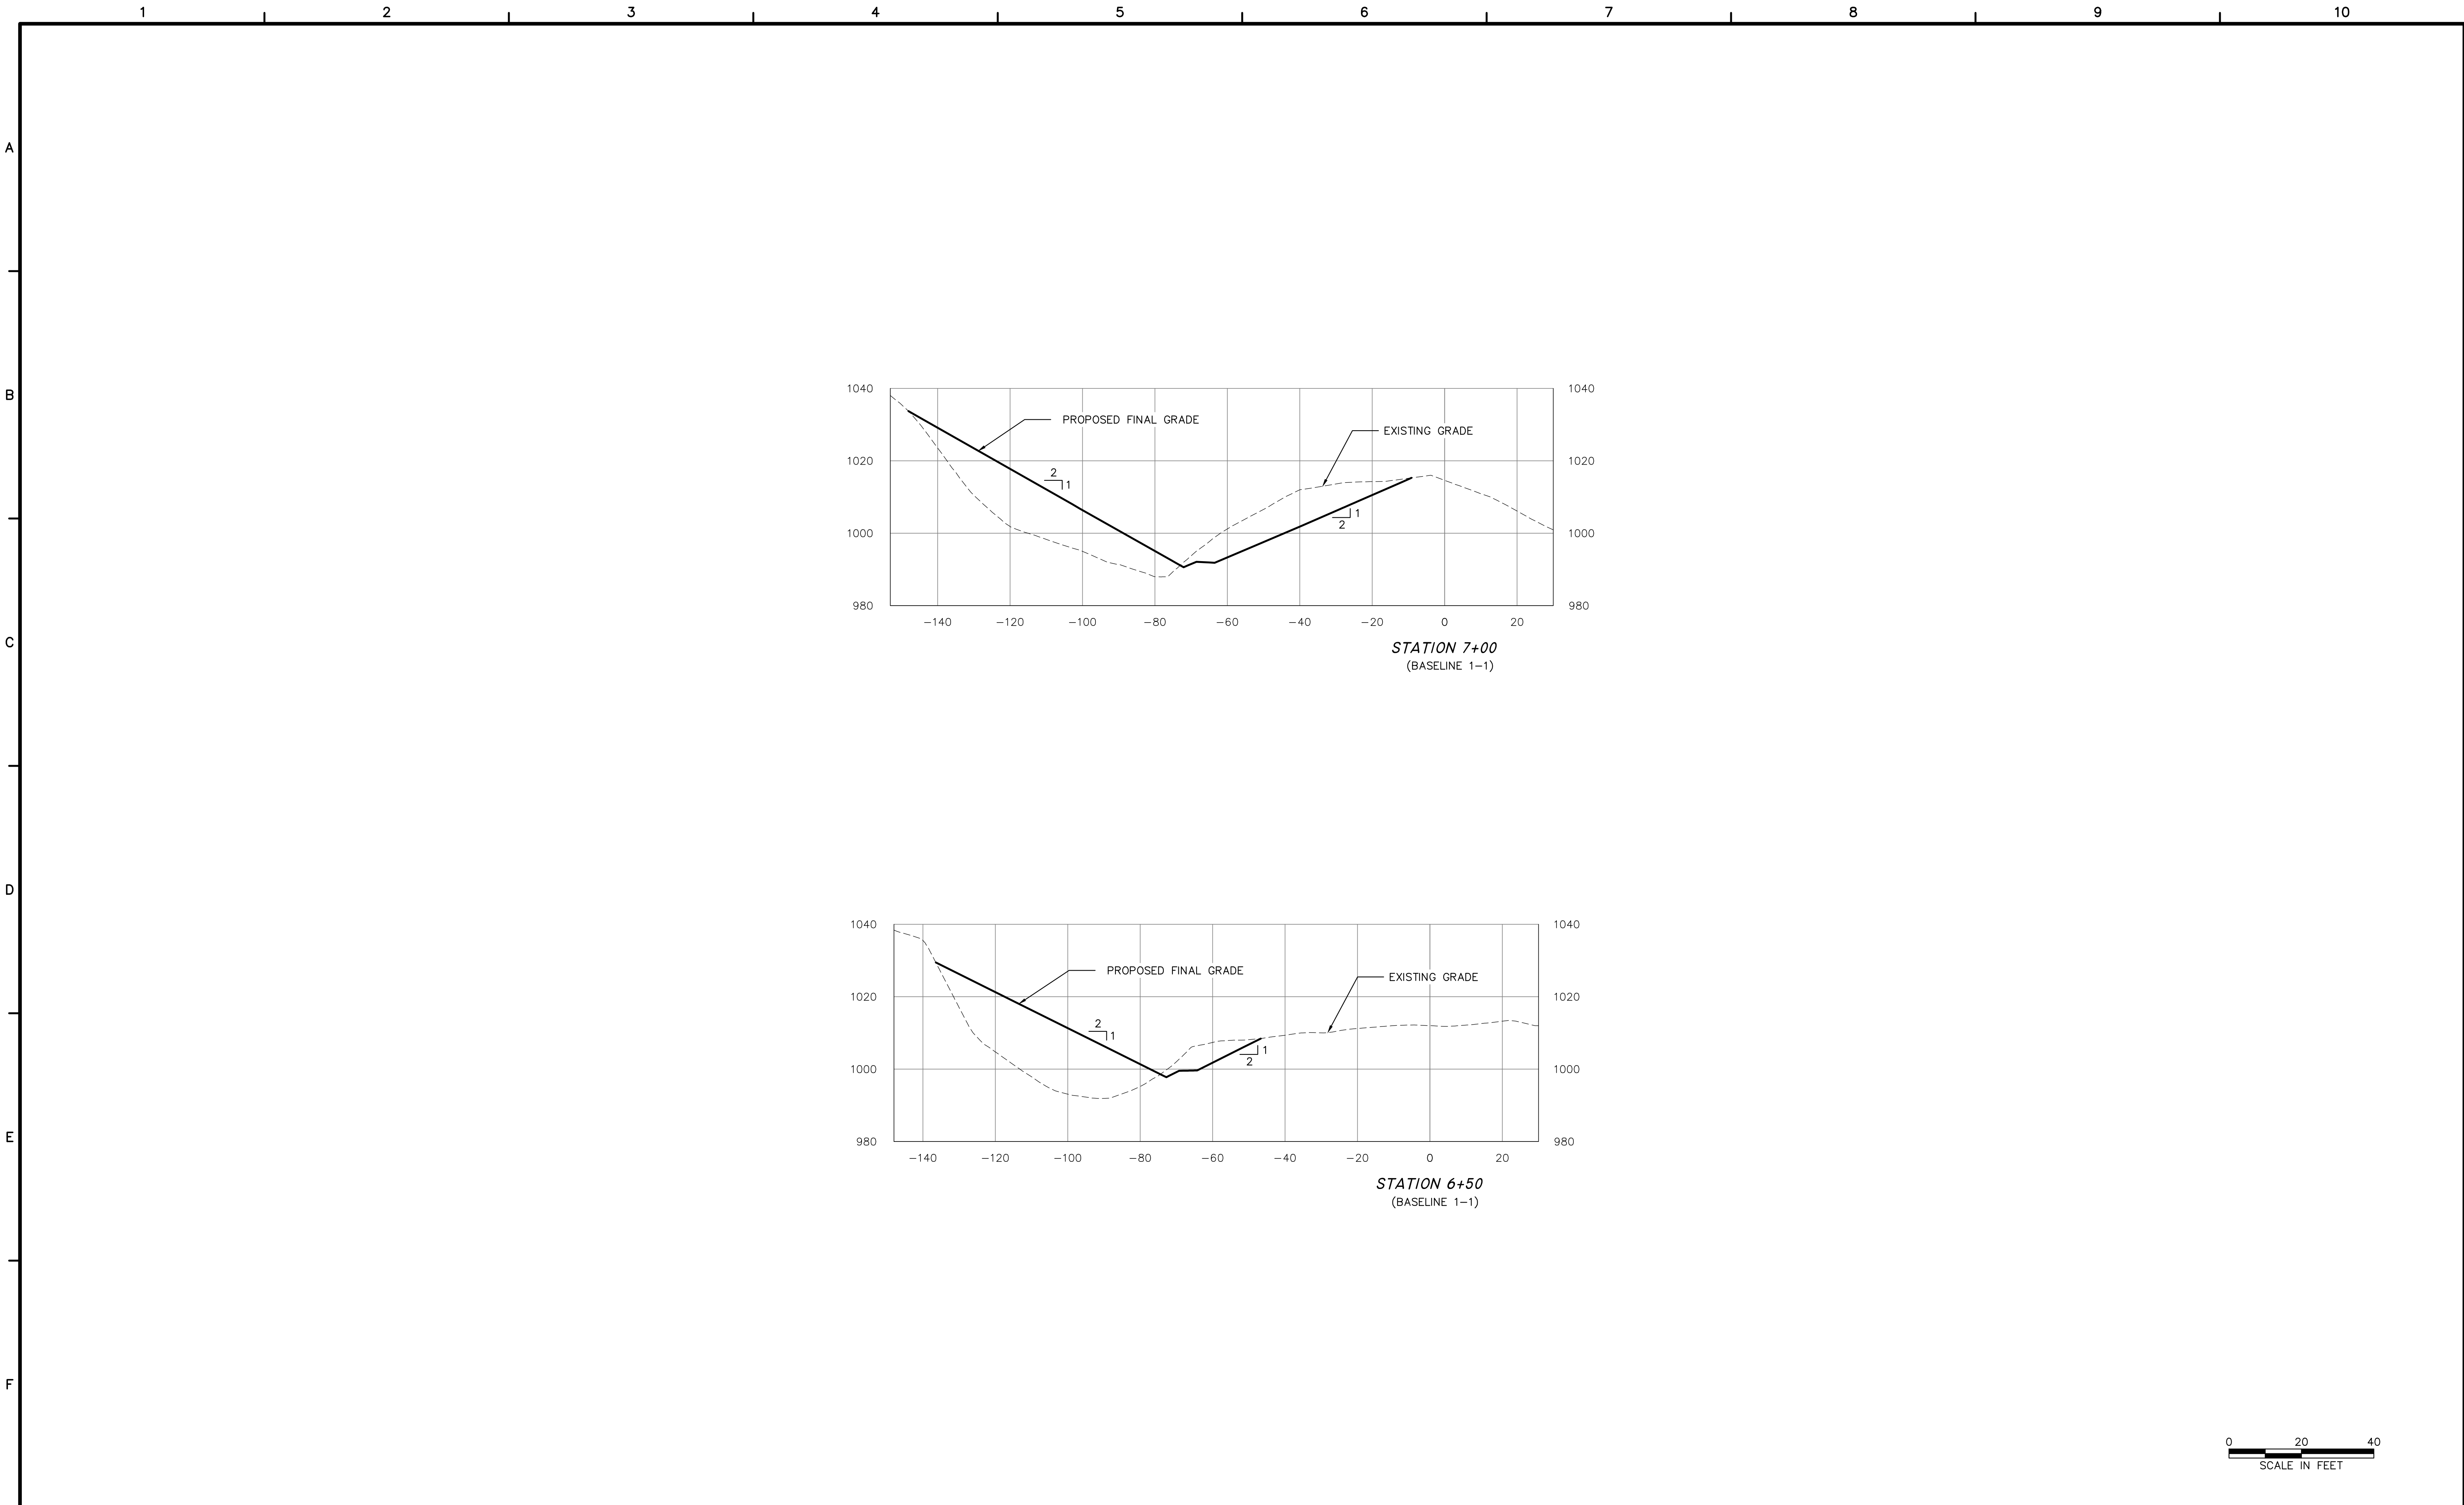 1 2 3 4 5 6 7 8 9 10
A
B
C
D
E
F
1040 1040
PROPOSED FINAL GRADE
EXISTING GRADE
1020 1020
2
1
1
2
1000 1000
980 980
-140 -120 -100 -80 -60 -40 -20 0 20
STATION 7+00
(BASELINE 1-1)
1040 1040
PROPOSED FINAL GRADE
EXISTING GRADE
1020 1020
2
1
1
2
1000 1000
980 980
-140 -120 -100 -80 -60 -40 -20 0 20
STATION 6+50
(BASELINE 1-1)
0 20 40
SCALE IN FEET